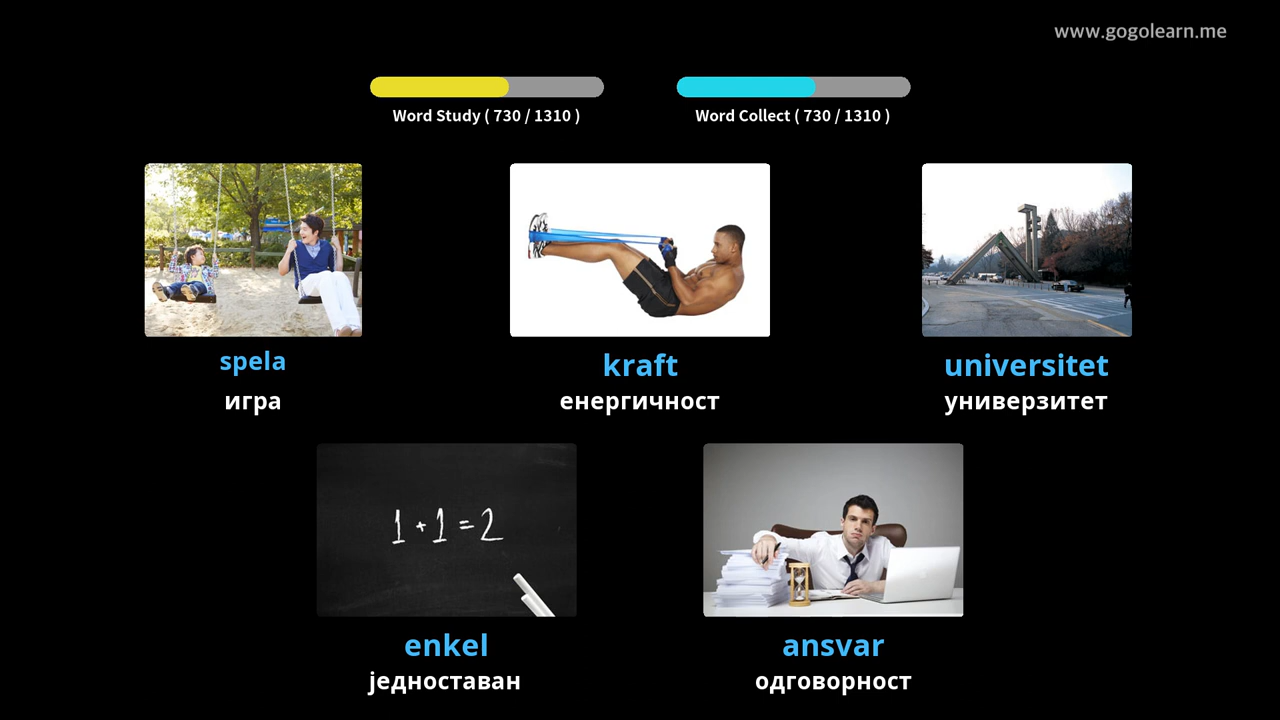 www.gogolearn.me
Word Study ( 730 / 1310 )
Word Collect ( 730 / 1310 )
spela
игра
kraft
енергичност
universitet
универзитет
1 + 1 = 2
enkel
једноставан
ansvar
одговорност